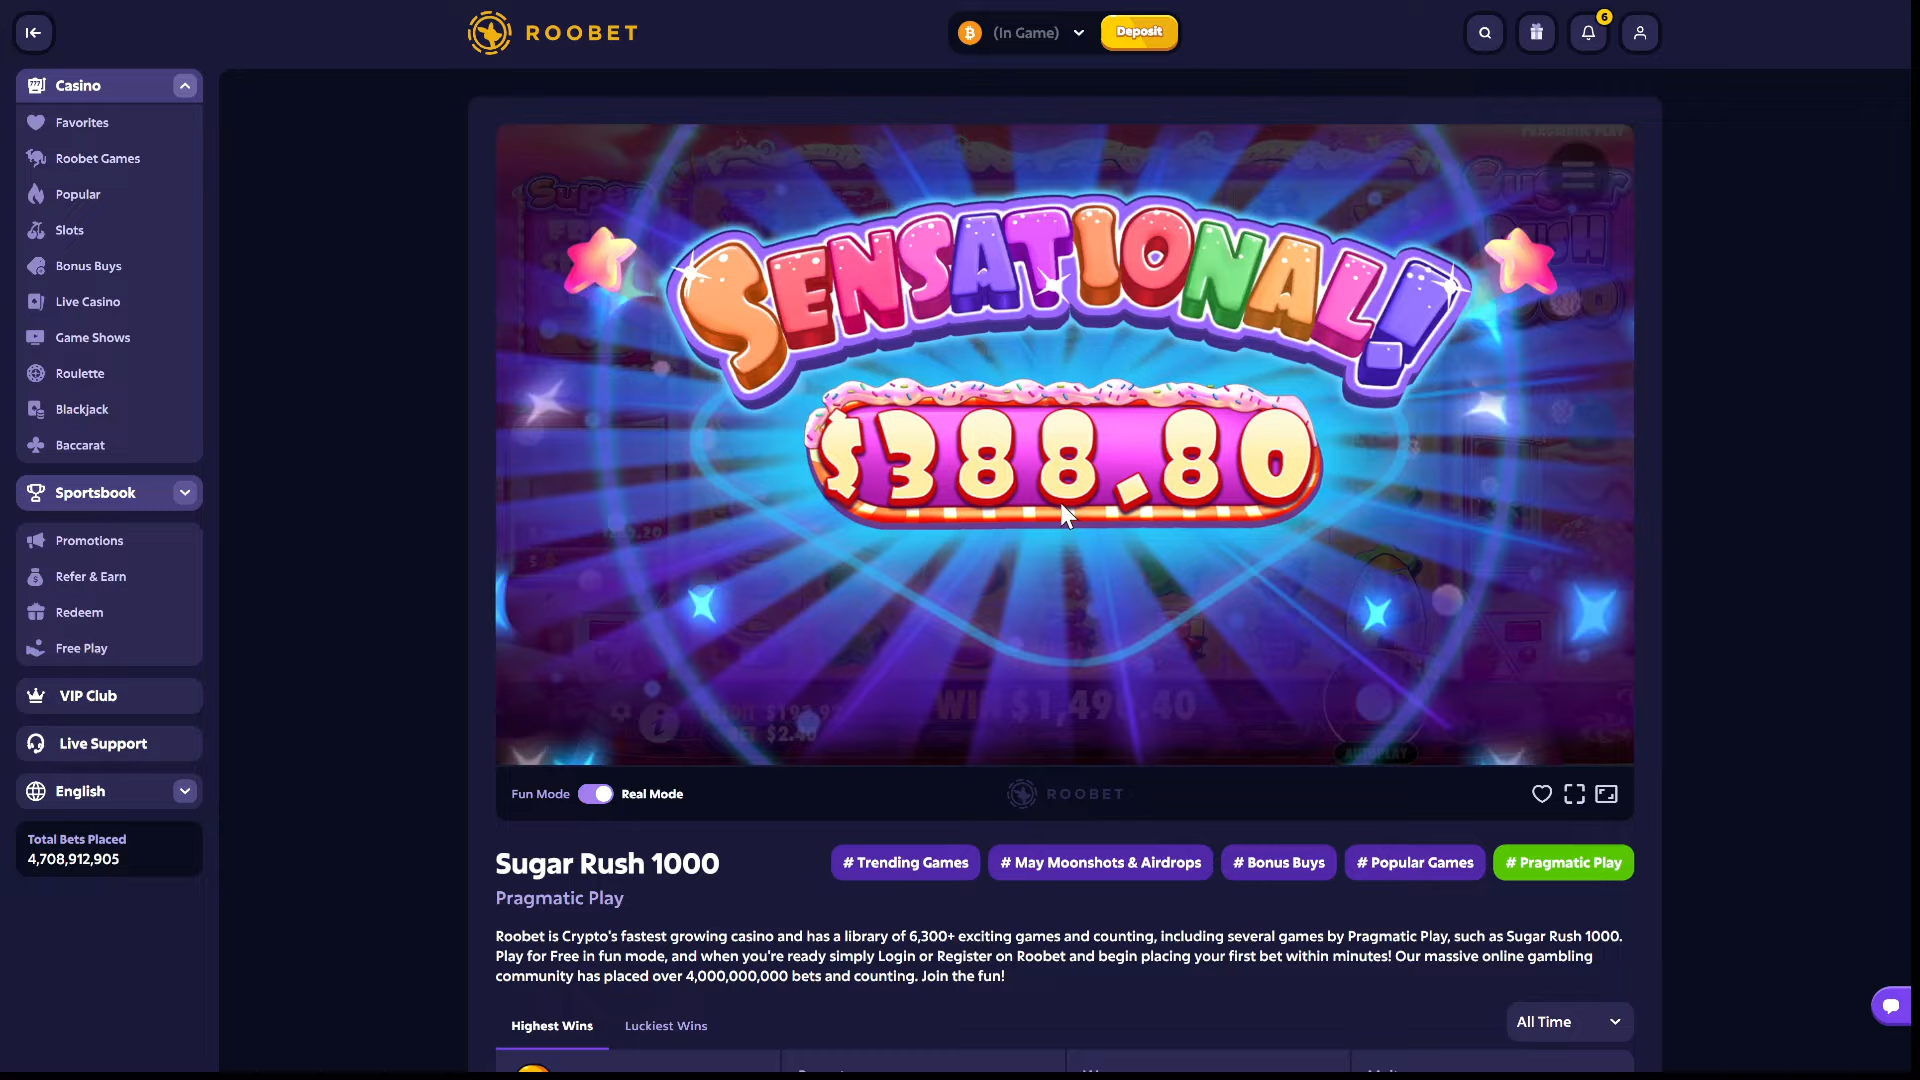 ROOBET
(In Game)
Deposit
6
Casino
Favorites
Roobet Games
Popular
Slots
Bonus Buys
Live Casino
Game Shows
Roulette
Blackjack
Baccarat
Sportsbook
Promotions
Refer & Earn
Redeem
Free Play
VIP Club
Live Support
English
Total Bets Placed
4,708,912,905
PRAGMATIC PLAY
Super
SENSATIONAL!
$388.80
BET $2.40
AUTOPLAY
Fun Mode
Real Mode
ROOBET
Sugar Rush 1000
Pragmatic Play
# Trending Games
# May Moonshots & Airdrops
# Bonus Buys
# Popular Games
# Pragmatic Play
Roobet is Crypto's fastest growing casino and has a library of 6,300+ exciting games and counting, including several games by Pragmatic Play, such as Sugar Rush 1000.
Play for Free in fun mode, and when you're ready simply Login or Register on Roobet and begin placing your first bet within minutes! Our massive online gambling
community has placed over 4,000,000,000 bets and counting. Join the fun!
Highest Wins
Luckiest Wins
All Time